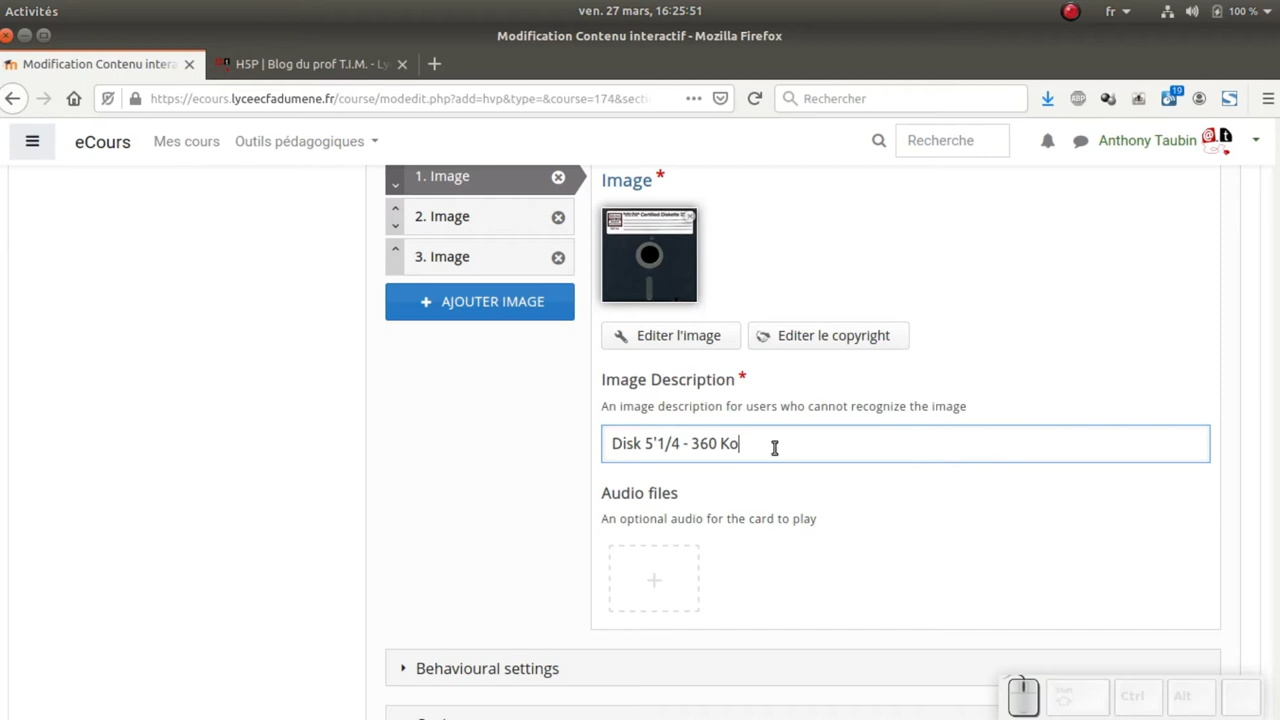 Activités
ven. 27 mars, 16:25:51
fr
100 %
Modification Contenu interactif - Mozilla Firefox
Modification Contenu intera
H5P | Blog du prof T.I.M. - Ly
https://ecours.lyceecfadumene.fr/course/modedit.php?add=hvp&type=&course=174&secti
Rechercher
ABP
19
S
eCours
Mes cours
Outils pédagogiques
Recherche
Anthony Taubin
1. Image
Image *
2. Image
3. Image
+ AJOUTER IMAGE
Editer l'image
Editer le copyright
Image Description *
An image description for users who cannot recognize the image
Disk 5'1/4 - 360 Ko
Audio files
An optional audio for the card to play
+
Behavioural settings
Ctrl
Alt